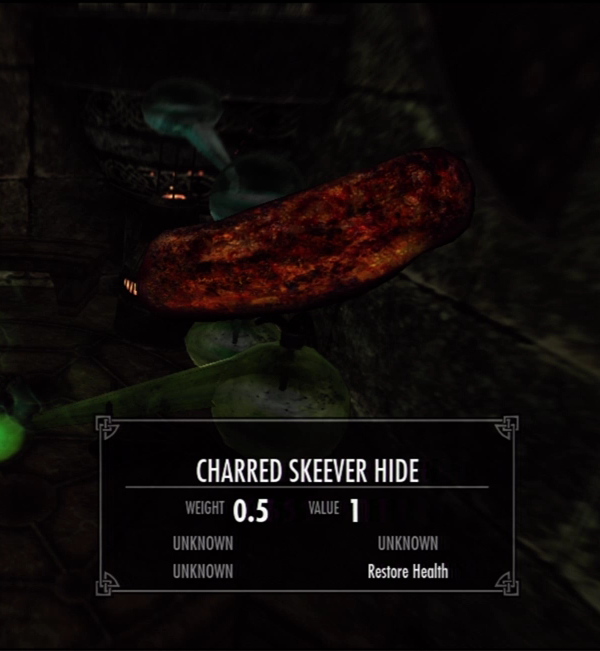 CHARRED SKEEVER HIDE
WEIGHT 0.5 VALUE 1
UNKNOWN UNKNOWN
UNKNOWN Restore Health